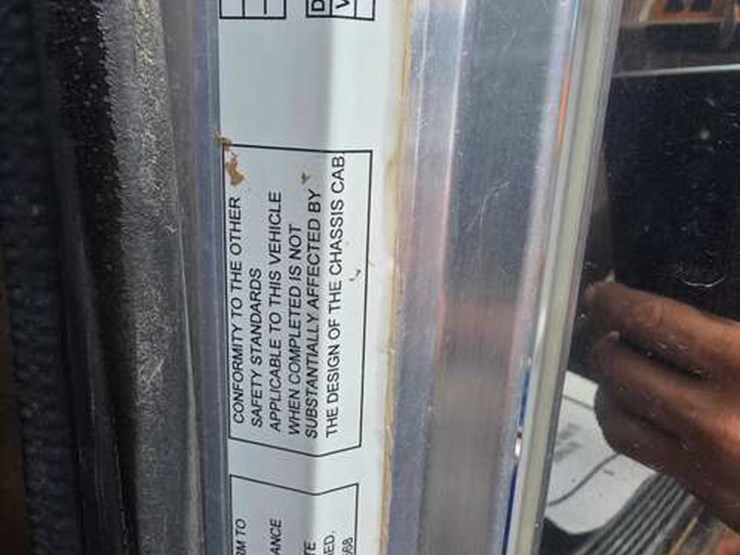 CONFORMITY TO THE OTHER
SAFETY STANDARDS
APPLICABLE TO THIS VEHICLE
WHEN COMPLETED IS NOT
SUBSTANTIALLY AFFECTED BY
THE DESIGN OF THE CHASSIS CAB.
TO